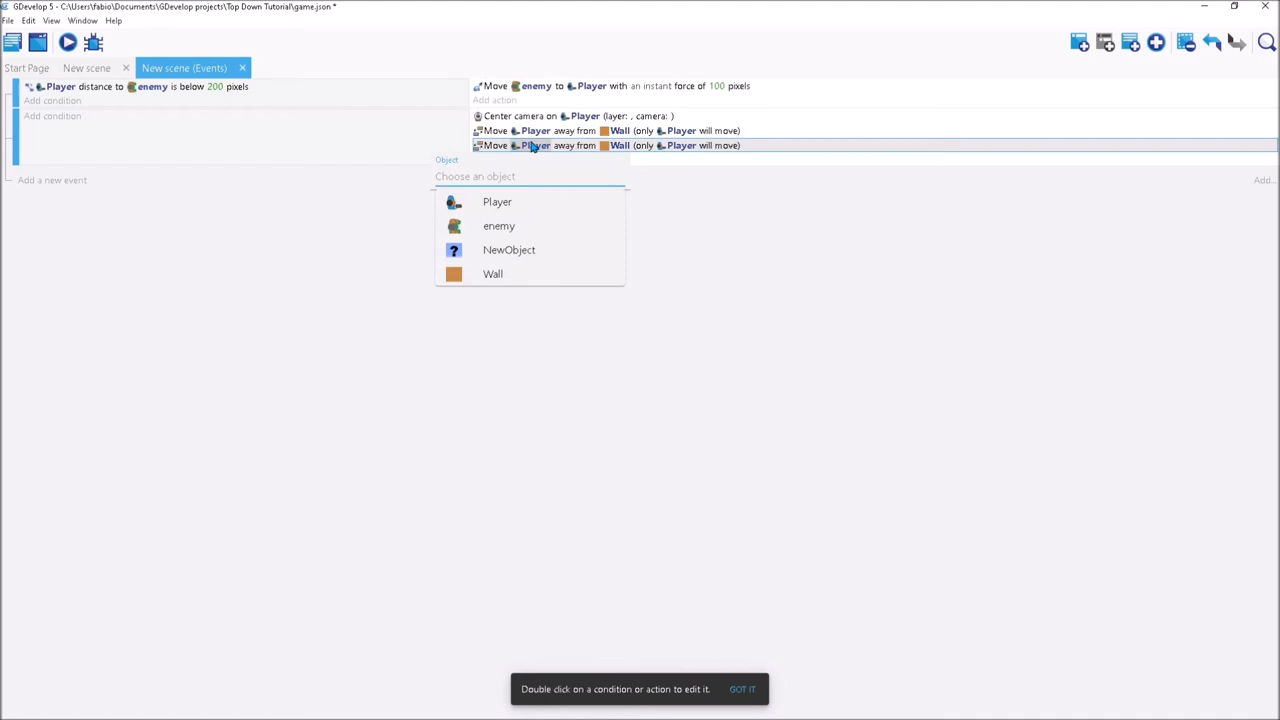 GDevelop 5 - C:\Users\fabio\Documents\GDevelop projects\Top Down Tutorial\game.json *
File Edit View Window Help
Start Page New scene × New scene (Events) ×
Player distance to enemy is below 200 pixels
Add condition
Move enemy to Player with an instant force of 100 pixels
Add action
Add condition
Center camera on Player (layer: , camera: )
Move Player away from Wall (only Player will move)
Move Player away from Wall (only Player will move)
Add a new event
Add...
Object
Choose an object
Player
enemy
? NewObject
Wall
Double click on a condition or action to edit it. GOT IT